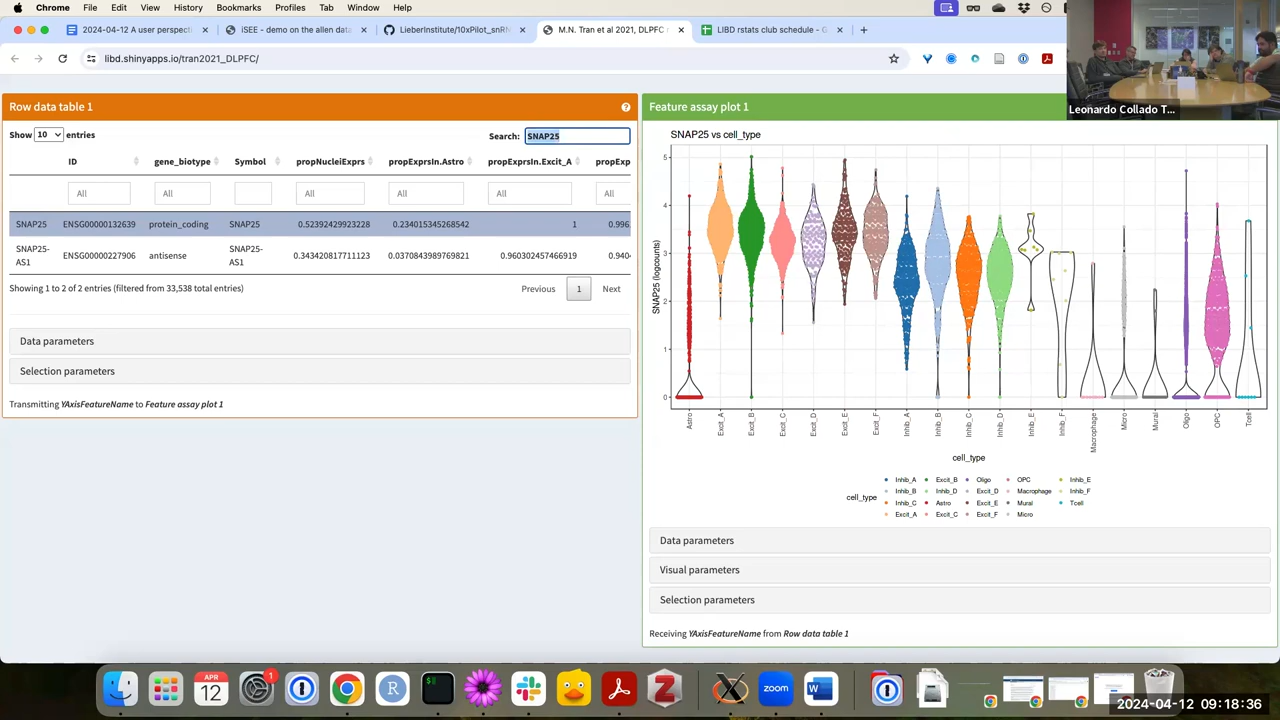 Chrome File Edit View History Bookmarks Profiles Tab Window Help
2024-04-12 A user perspecti iSEE - demo on the allen dat LieberInstitute/10xPilot_snRN M.N. Tran et al 2021, DLPFC LIBD rstats club schedule - G
libd.shinyapps.io/tran2021_DLPFC/
Leonardo Collado T...
Row data table 1
Show 10 entries
Search: SNAP25
ID gene_biotype Symbol propNucleiExprs propExprsIn.Astro propExprsIn.Excit_A propExp
All All All All All All
SNAP25 ENSG00000132639 protein_coding SNAP25 0.52392429923228 0.234015345268542 1 0.996
SNAP25-AS1 ENSG00000227906 antisense SNAP25-AS1 0.343420817711123 0.0370843989769821 0.960302457466919 0.940
Showing 1 to 2 of 2 entries (filtered from 33,538 total entries)
Previous 1 Next
Data parameters
Selection parameters
Transmitting YAxisFeatureName to Feature assay plot 1
Feature assay plot 1
SNAP25 vs cell_type
SNAP25 (logcounts)
5
4
3
2
1
0
Astro Excit_A Excit_B Excit_C Excit_D Excit_E Excit_F Inhib_A Inhib_B Inhib_C Inhib_D Inhib_E Inhib_F Macrophage Micro Mural Oligo OPC Tcell
cell_type
cell_type
Inhib_A Excit_B Oligo OPC Inhib_E
Inhib_B Inhib_D Excit_D Macrophage Inhib_F
Inhib_C Astro Excit_E Mural Tcell
Excit_A Excit_C Excit_F Micro
Data parameters
Visual parameters
Selection parameters
Receiving YAxisFeatureName from Row data table 1
APR
12
1
R
$
zoom
W
2024-04-12 09:18:36